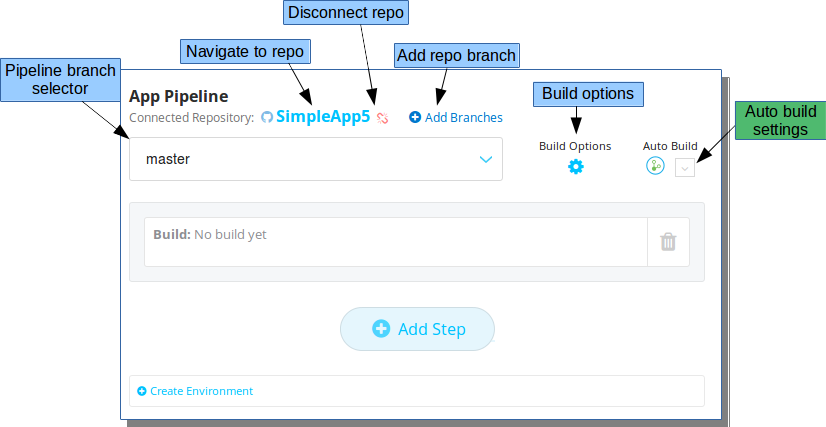 Disconnect repo
Navigate to repo
Add repo branch
Pipeline branch
selector
Build options
Auto build
settings
App Pipeline
Connected Repository: SimpleApp5 Add Branches
master
Build Options
Auto Build
Build: No build yet
Add Step
Create Environment